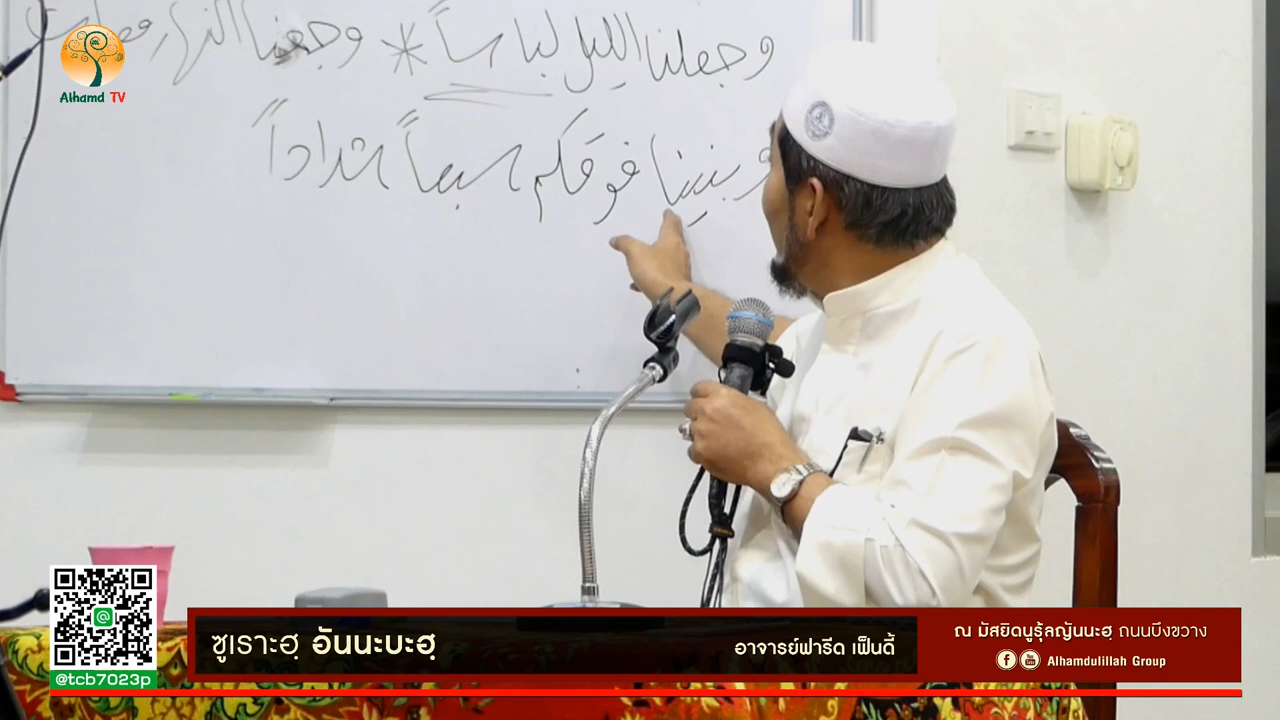 وجعلنا الليل لباساً * وجعلنا النهار
وبنينا فوقكم سبعاً شداداً
Alhamd TV
@tcb7023p
ซูเราะฮฺ อันนะบะฮฺ
อาจารย์ฟารีด เฟ็นดี้
ณ มัสยิดนูรุ้ลญันนะฮฺ ถนนบึงขวาง
Alhamdulillah Group